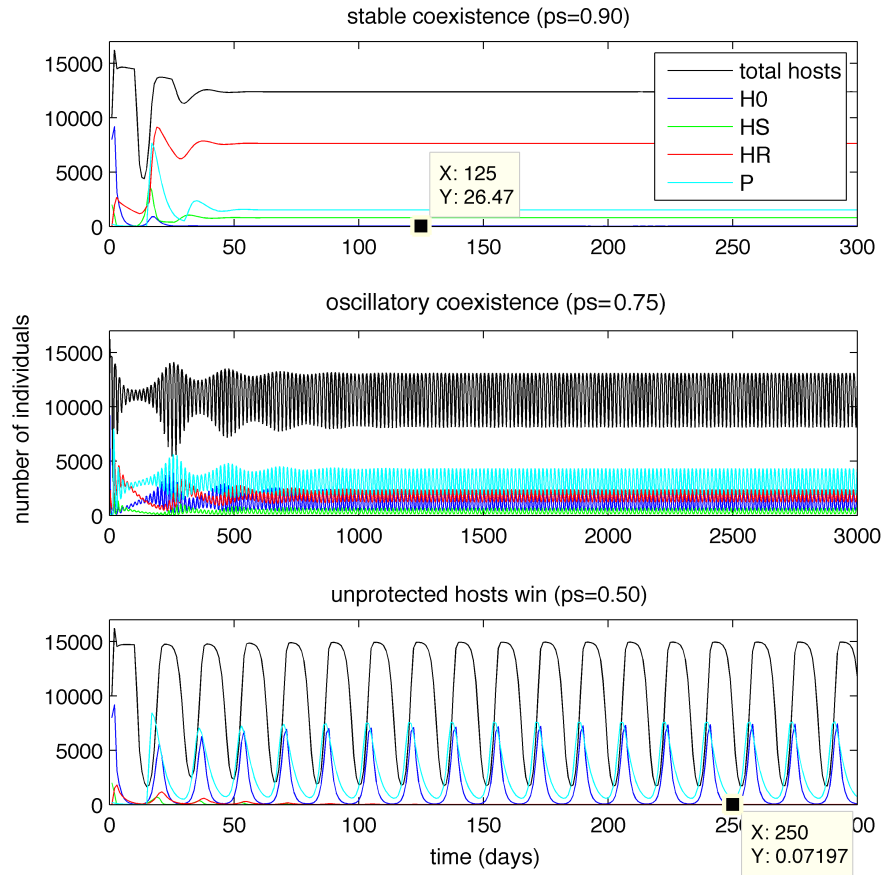 stable coexistence (ps=0.90)
15000
10000
5000
0
total hosts
H0
HS
HR
P
X: 125
Y: 26.47
0 50 100 150 200 250 300
number of individuals
oscillatory coexistence (ps=0.75)
15000
10000
5000
0
0 500 1000 1500 2000 2500 3000
unprotected hosts win (ps=0.50)
15000
10000
5000
0
0 50 100 150 200
X: 250
Y: 0.07197
time (days)